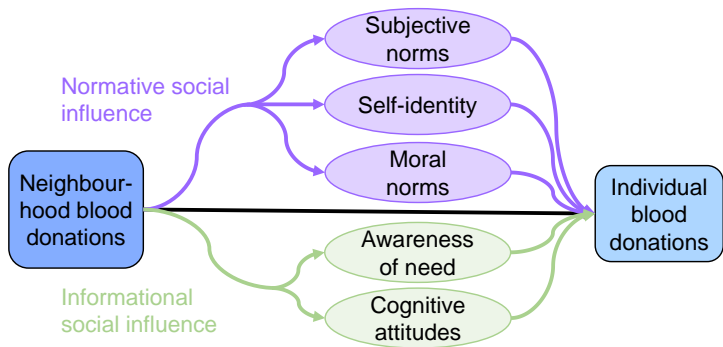 Subjective
norms
Normative social
influence
Self-identity
Moral
norms
Neighbour-
hood blood
donations
Individual
blood
donations
Awareness
of need
Informational
social influence
Cognitive
attitudes